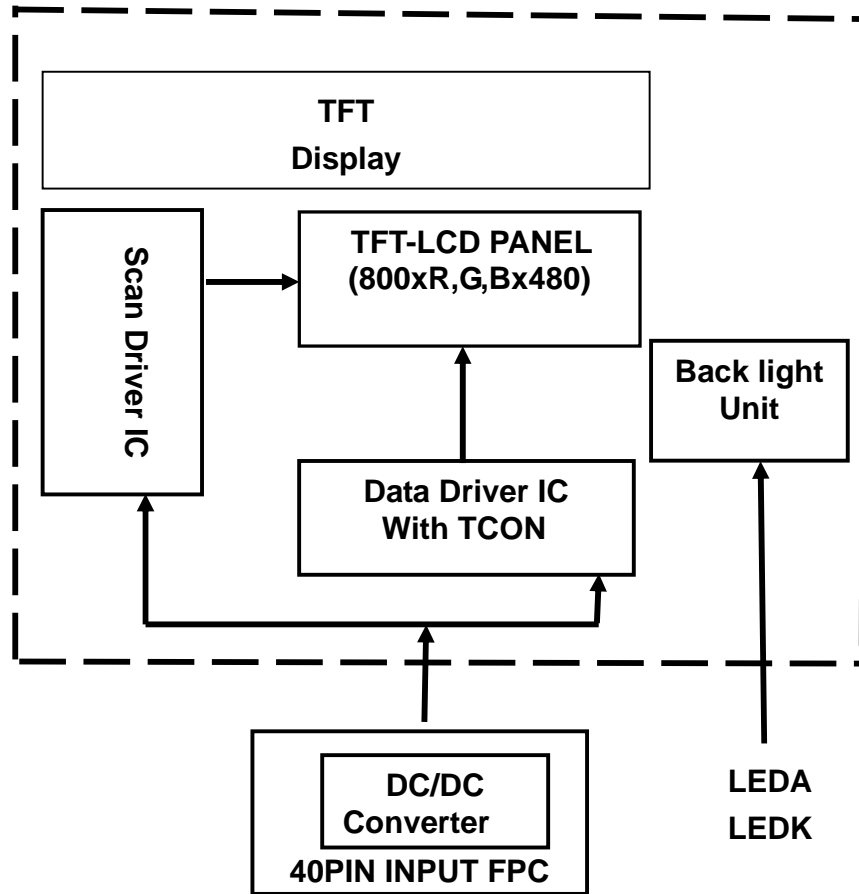 TFT
Display
Scan Driver IC
TFT-LCD PANEL
(800xR,G,Bx480)
Back light
Unit
Data Driver IC
With TCON
DC/DC
Converter
40PIN INPUT FPC
LEDA
LEDK